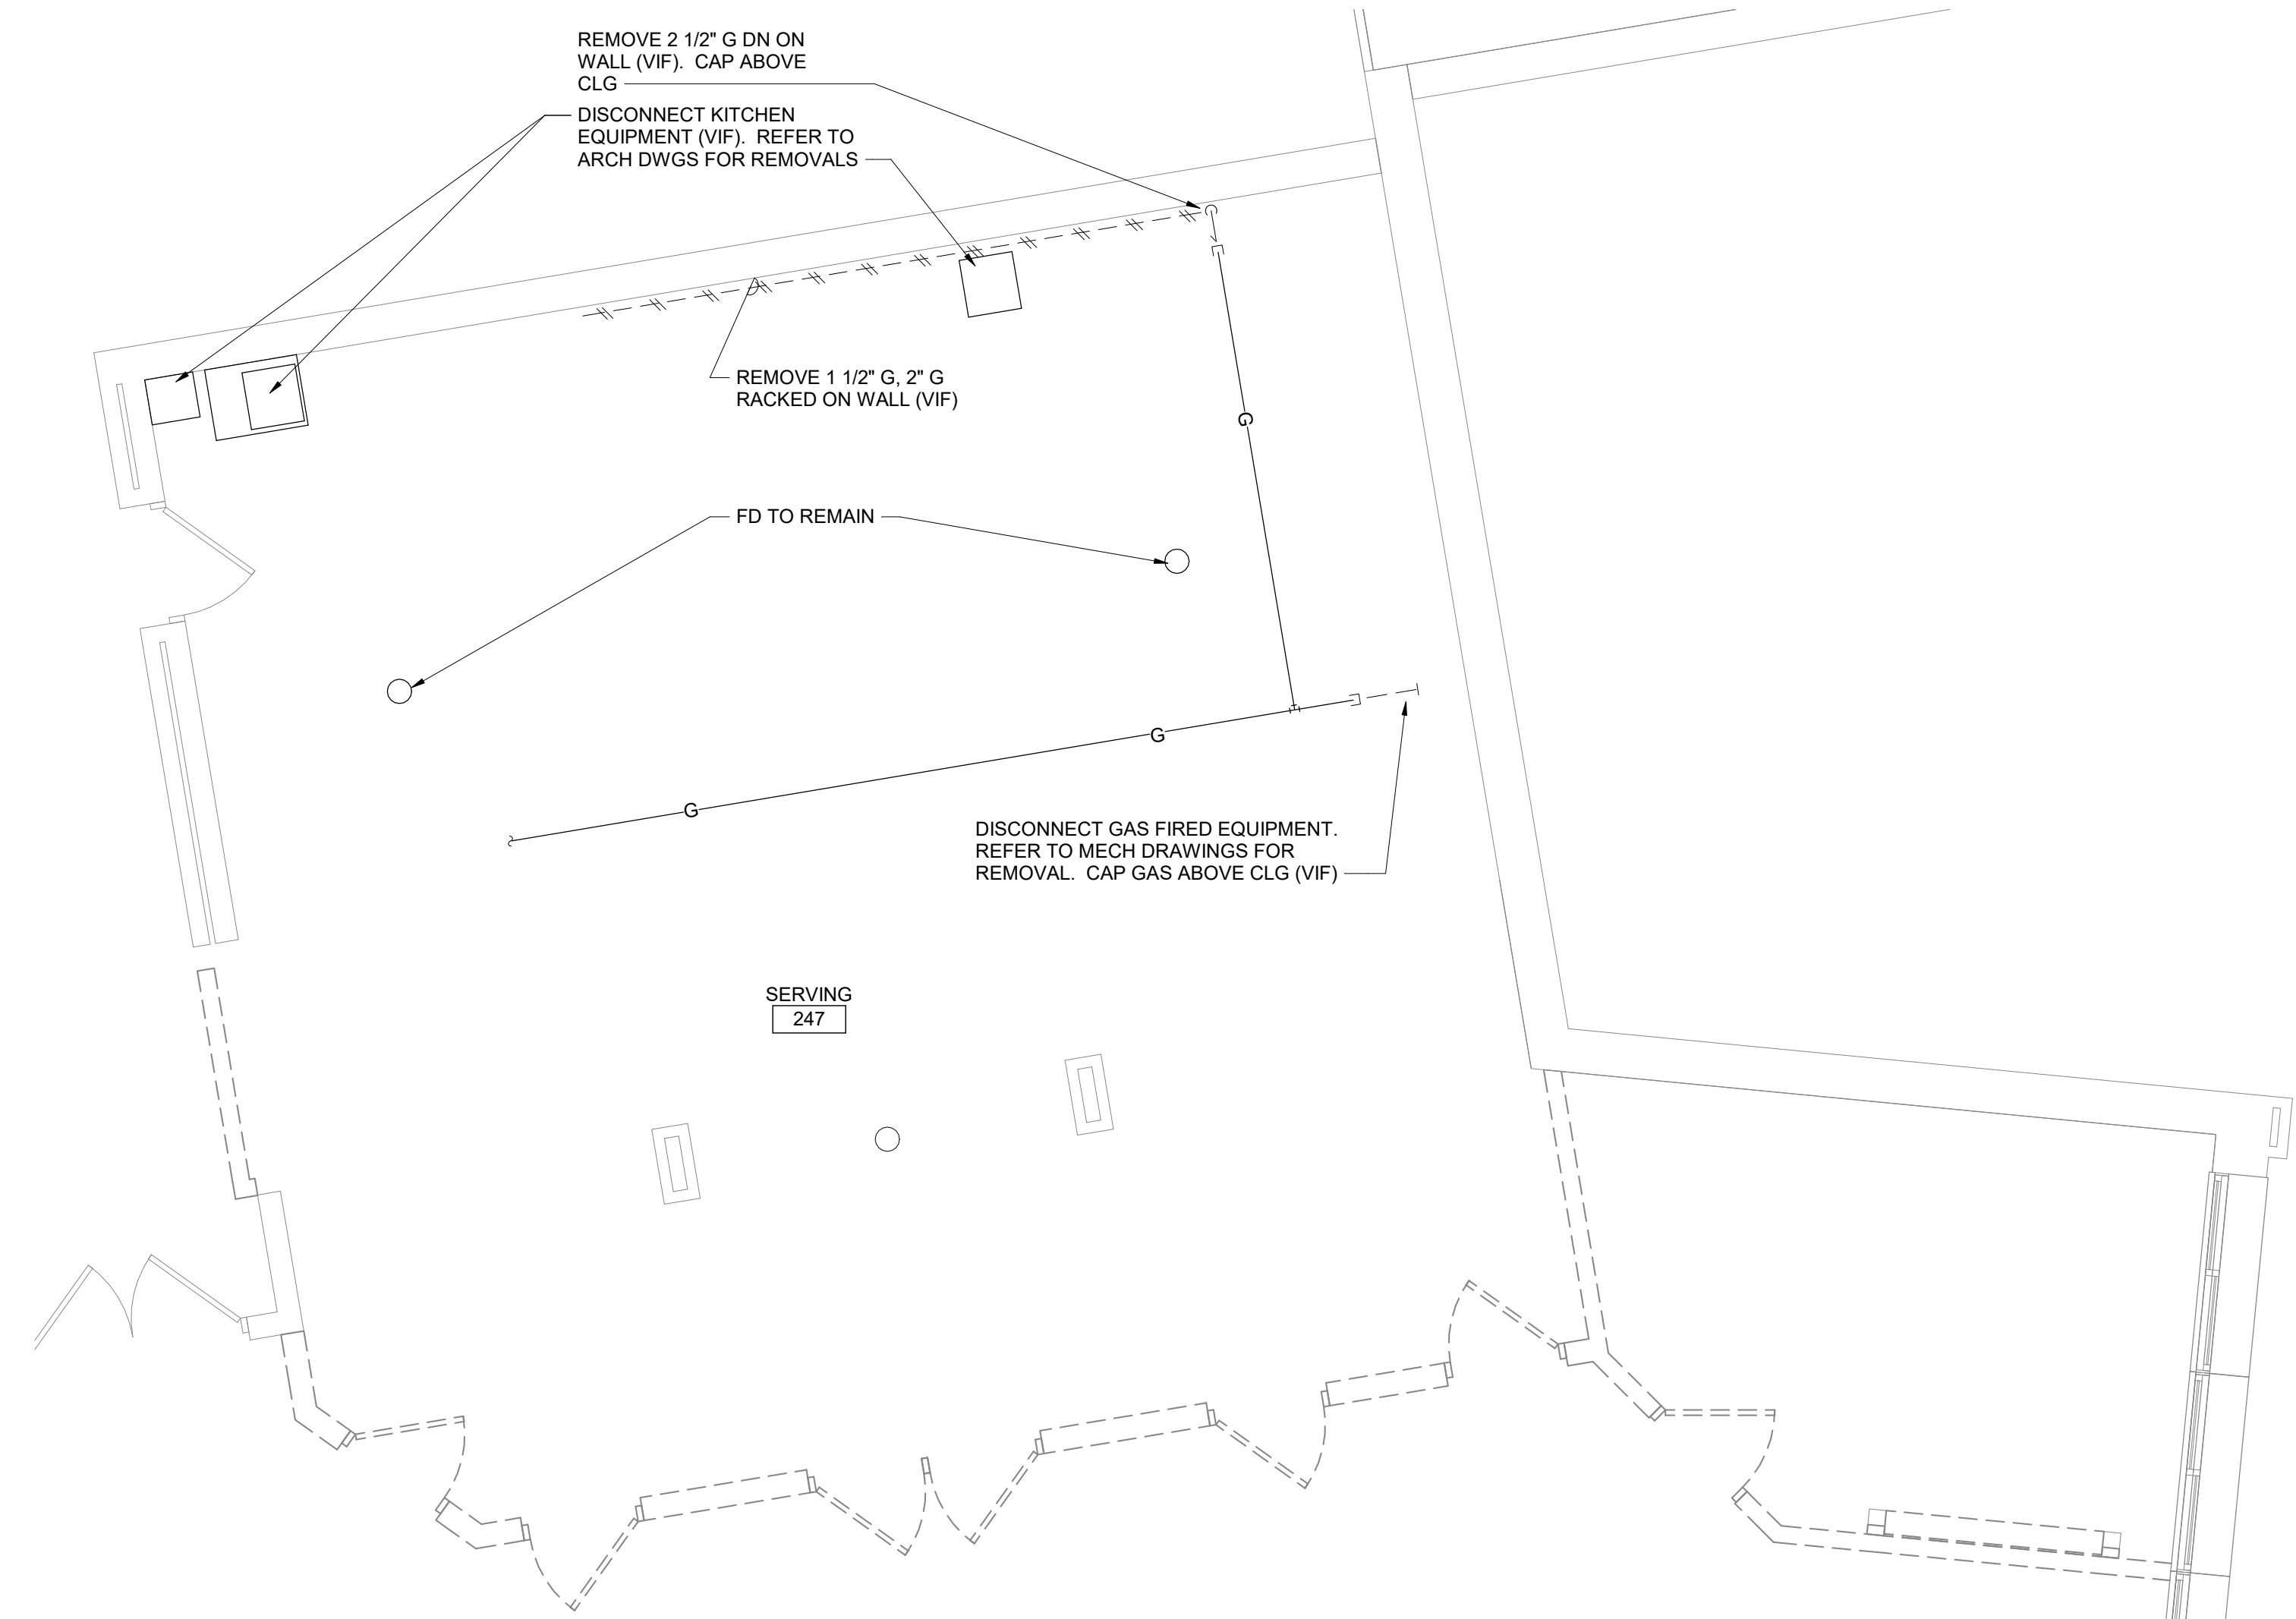 REMOVE 2 1/2" G DN ON
WALL (VIF).  CAP ABOVE
CLG
DISCONNECT KITCHEN
EQUIPMENT (VIF).  REFER TO
ARCH DWGS FOR REMOVALS
REMOVE 1 1/2" G, 2" G
RACKED ON WALL (VIF)
G
FD TO REMAIN
G
G
DISCONNECT GAS FIRED EQUIPMENT.
REFER TO MECH DRAWINGS FOR
REMOVAL.  CAP GAS ABOVE CLG (VIF)
SERVING
247